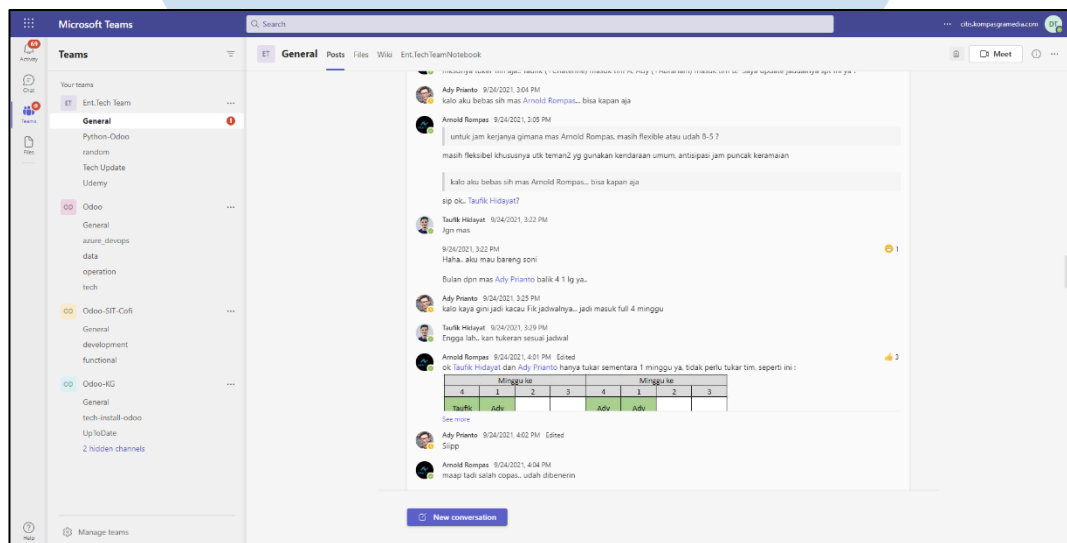 Microsoft Teams
Search
citis.kompasgramedia.com
DT
69
Activity
Chat
Teams
Files
Help
Teams
Your teams
ET Ent.Tech Team
General
1
Python-Odoo
random
Tech Update
Udemy
CO Odoo
General
azure_devops
data
operation
tech
CO Odoo-SIT-Cofi
General
development
functional
CO Odoo-KG
General
tech-install-odoo
UpToDate
2 hidden channels
Manage teams
ET General Posts Files Wiki Ent.TechTeamNotebook
Meet
Ady Prianto 9/24/2021, 3:04 PM
kalo aku bebas sih mas Arnold Rompas... bisa kapan aja
Arnold Rompas 9/24/2021, 3:05 PM
untuk jam kerjanya gimana mas Arnold Rompas. masih flexible atau udah 8-5 ?
masih fleksibel khususnya utk teman2 yg gunakan kendaraan umum, antisipasi jam puncak keramaian
kalo aku bebas sih mas Arnold Rompas... bisa kapan aja
sip ok.. Taufik Hidayat?
Taufik Hidayat 9/24/2021, 3:22 PM
Jgn mas
9/24/2021, 3:22 PM
1
Haha.. aku mau bareng soni
Bulan dpn mas Ady Prianto balik 4 1 lg ya..
Ady Prianto 9/24/2021, 3:25 PM
kalo kaya gini jadi kacau Fik jadwalnya... jadi masuk full 4 minggu
Taufik Hidayat 9/24/2021, 3:29 PM
Engga lah.. kan tukeran sesuai jadwal
Arnold Rompas 9/24/2021, 4:01 PM Edited
3
ok Taufik Hidayat dan Ady Prianto hanya tukar sementara 1 minggu ya, tidak perlu tukar tim. seperti ini :
Minggu ke Minggu ke
4 1 2 3 4 1 2 3
Taufik Ady Ady Ady
See more
Ady Prianto 9/24/2021, 4:02 PM Edited
Siipp
Arnold Rompas 9/24/2021, 4:04 PM
maap tadi salah copas.. udah dibenerin
New conversation